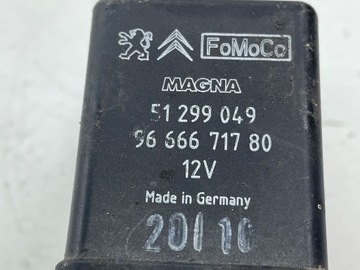 FoMoCo
MAGNA
51 299 049
96 666 717 80
12V
Made in Germany
20/10